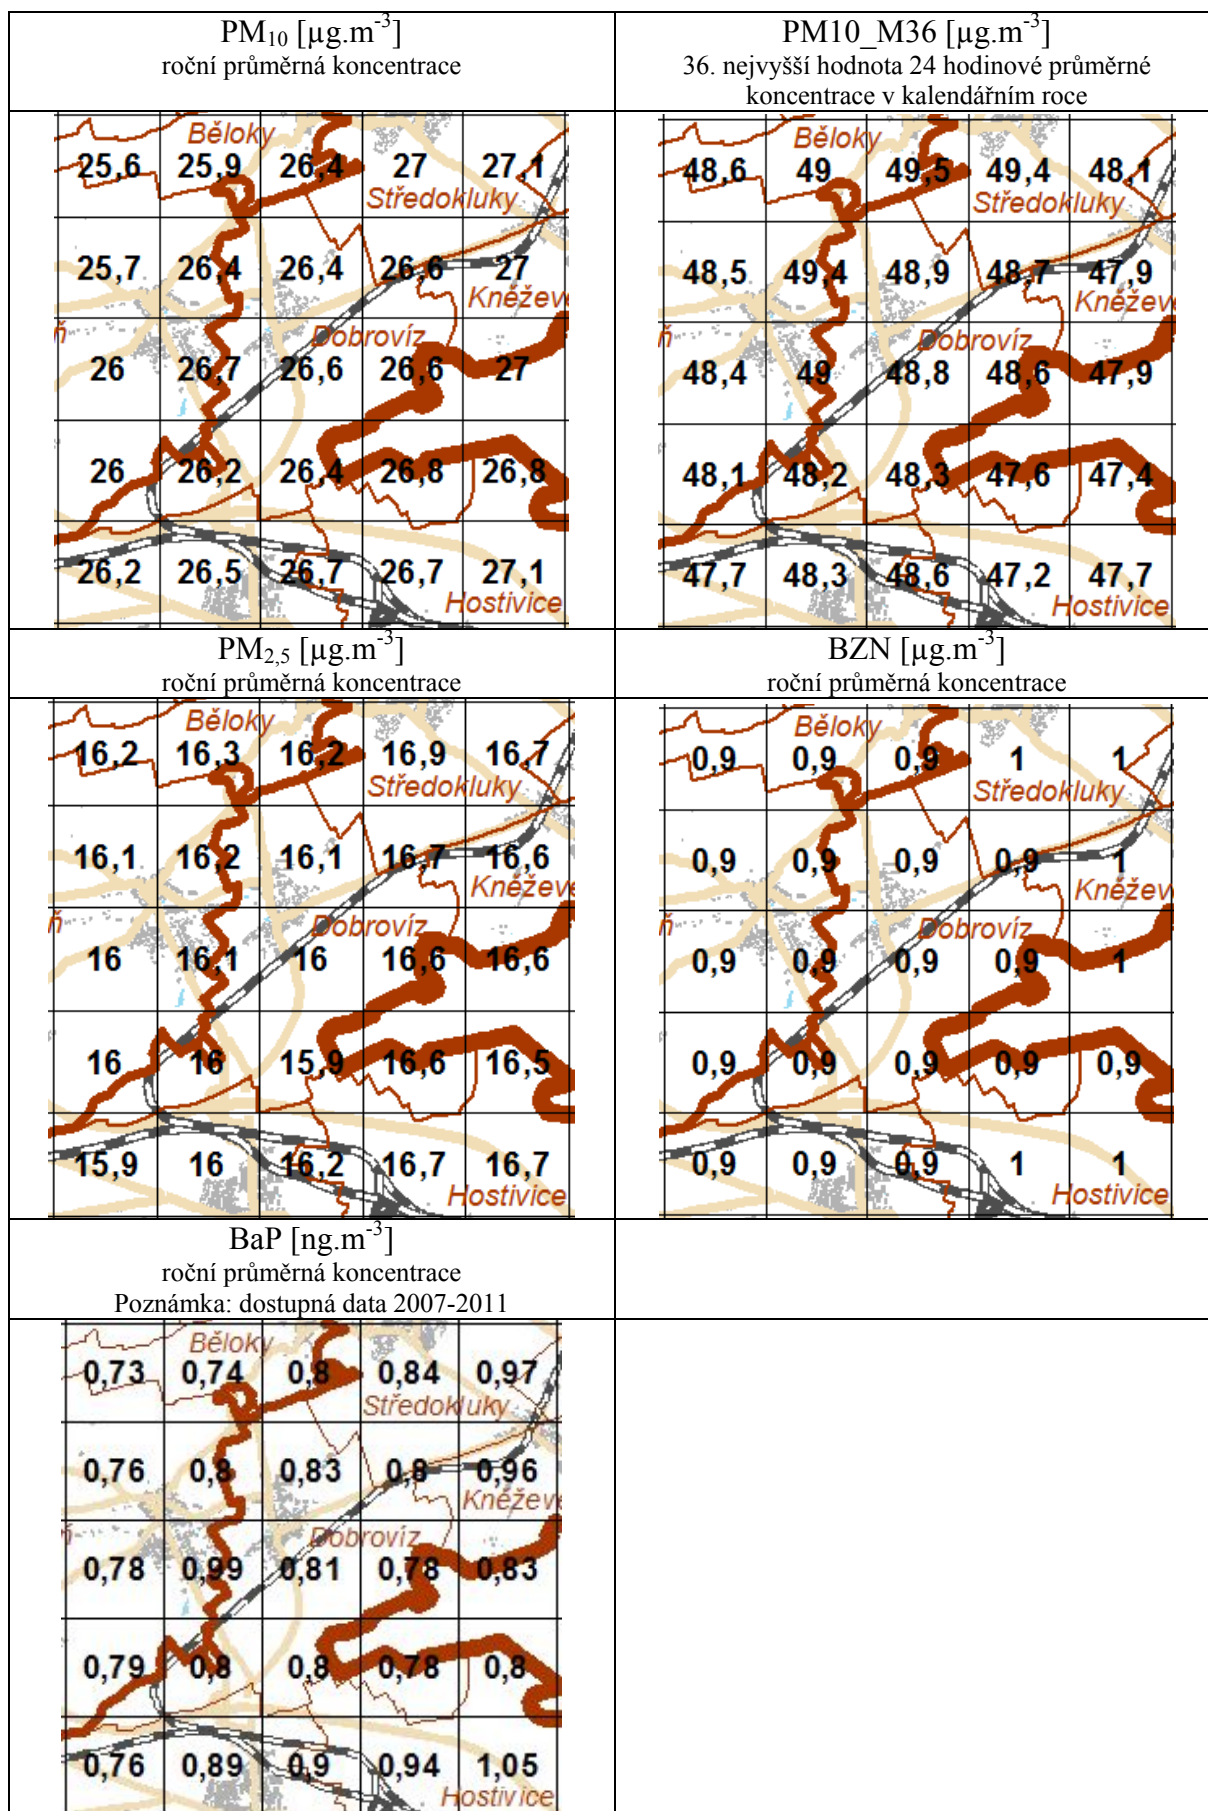 PM₁₀ [µg.m⁻³]
roční průměrná koncentrace
PM10_M36 [µg.m⁻³]
36. nejvyšší hodnota 24 hodinové průměrné
koncentrace v kalendářním roce
Běloky
25,6 25,9 26,4 27 27,1
Středokluky
25,7 26,4 26,4 26,6 27
Kněžev
Dobrovíz
ň
26 26,7 26,6 26,6 27
26 26,2 26,4 26,8 26,8
26,2 26,5 26,7 26,7 27,1
Hostivice
Běloky
48,6 49 49,5 49,4 48,1
Středokluky
48,5 49,4 48,9 48,7 47,9
Kněžev
Dobrovíz
ň
48,4 49 48,8 48,6 47,9
48,1 48,2 48,3 47,6 47,4
47,7 48,3 48,6 47,2 47,7
Hostivice
PM₂,₅ [µg.m⁻³]
roční průměrná koncentrace
BZN [µg.m⁻³]
roční průměrná koncentrace
Běloky
16,2 16,3 16,2 16,9 16,7
Středokluky
16,1 16,2 16,1 16,7 16,6
Kněžev
Dobrovíz
ň
16 16,1 16 16,6 16,6
16 16 15,9 16,6 16,5
15,9 16 16,2 16,7 16,7
Hostivice
Běloky
0,9 0,9 0,9 1 1
Středokluky
0,9 0,9 0,9 0,9 1
Kněžev
Dobrovíz
ň
0,9 0,9 0,9 0,9 1
0,9 0,9 0,9 0,9 0,9
0,9 0,9 0,9 1 1
Hostivice
BaP [ng.m⁻³]
roční průměrná koncentrace
Poznámka: dostupná data 2007-2011
Běloky
0,73 0,74 0,8 0,84 0,97
Středokluky
0,76 0,8 0,83 0,8 0,96
Kněževe
Dobrovíz
ň
0,78 0,99 0,81 0,78 0,83
0,79 0,8 0,8 0,78 0,8
0,76 0,89 0,9 0,94 1,05
Hostivice